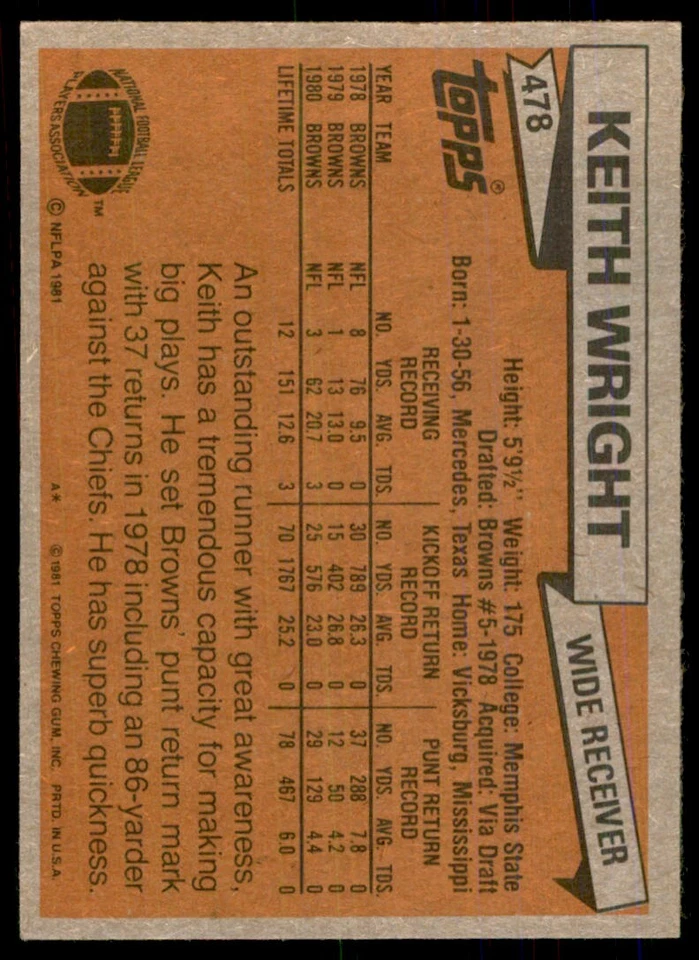 KEITH WRIGHT
WIDE RECEIVER
478
topps®
Height: 5'9½'' Weight: 175 College: Memphis State
Drafted: Browns #5-1978 Acquired: Via Draft
Born: 1-30-56, Mercedes, Texas Home: Vicksburg, Mississippi
RECEIVING RECORD KICKOFF RETURN RECORD PUNT RETURN RECORD
YEAR TEAM NO. YDS. AVG. TDS. NO. YDS. AVG. TDS. NO. YDS. AVG. TDS.
1978 BROWNS NFL 8 76 9.5 0 30 789 26.3 0 37 288 7.8 0
1979 BROWNS NFL 1 13 13.0 0 15 402 26.8 0 12 50 4.2 0
1980 BROWNS NFL 3 62 20.7 3 25 576 23.0 0 29 129 4.4 0
LIFETIME TOTALS 12 151 12.6 3 70 1767 25.2 0 78 467 6.0 0
An outstanding runner with great awareness,
Keith has a tremendous capacity for making
big plays. He set Browns' punt return mark
with 37 returns in 1978 including an 86-yarder
against the Chiefs. He has superb quickness.
NATIONAL FOOTBALL LEAGUE
PLAYERS ASSOCIATION™
© NFLPA 1981
A* ©1981 TOPPS CHEWING GUM, INC. PRTD. IN U.S.A.